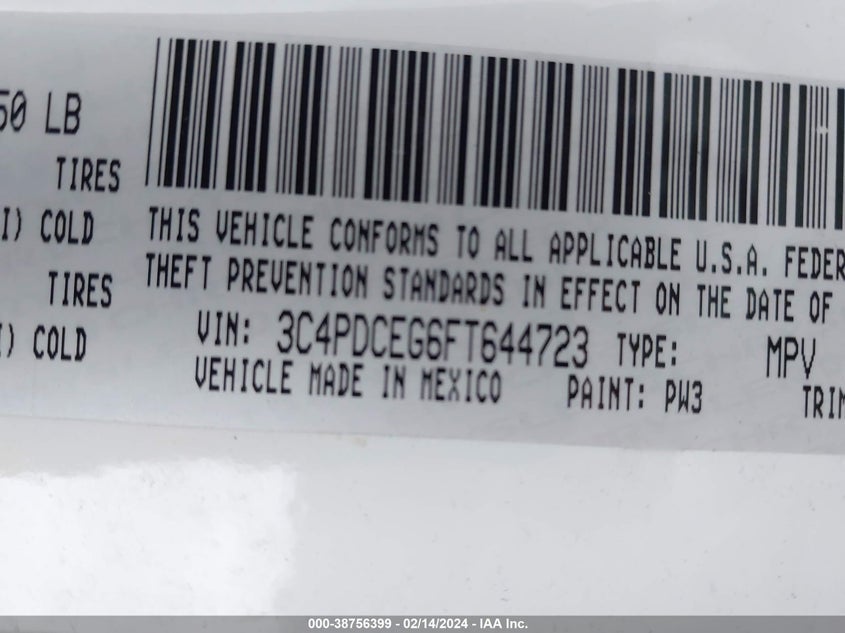 50 LB
TIRES
I) COLD
TIRES
I) COLD
THIS VEHICLE CONFORMS TO ALL APPLICABLE U.S.A. FEDER
THEFT PREVENTION STANDARDS IN EFFECT ON THE DATE OF
VIN: 3C4PDCEG6FT644723 TYPE: MPV
VEHICLE MADE IN MEXICO PAINT: PW3 TRIM
000-38756399 - 02/14/2024 - IAA Inc.